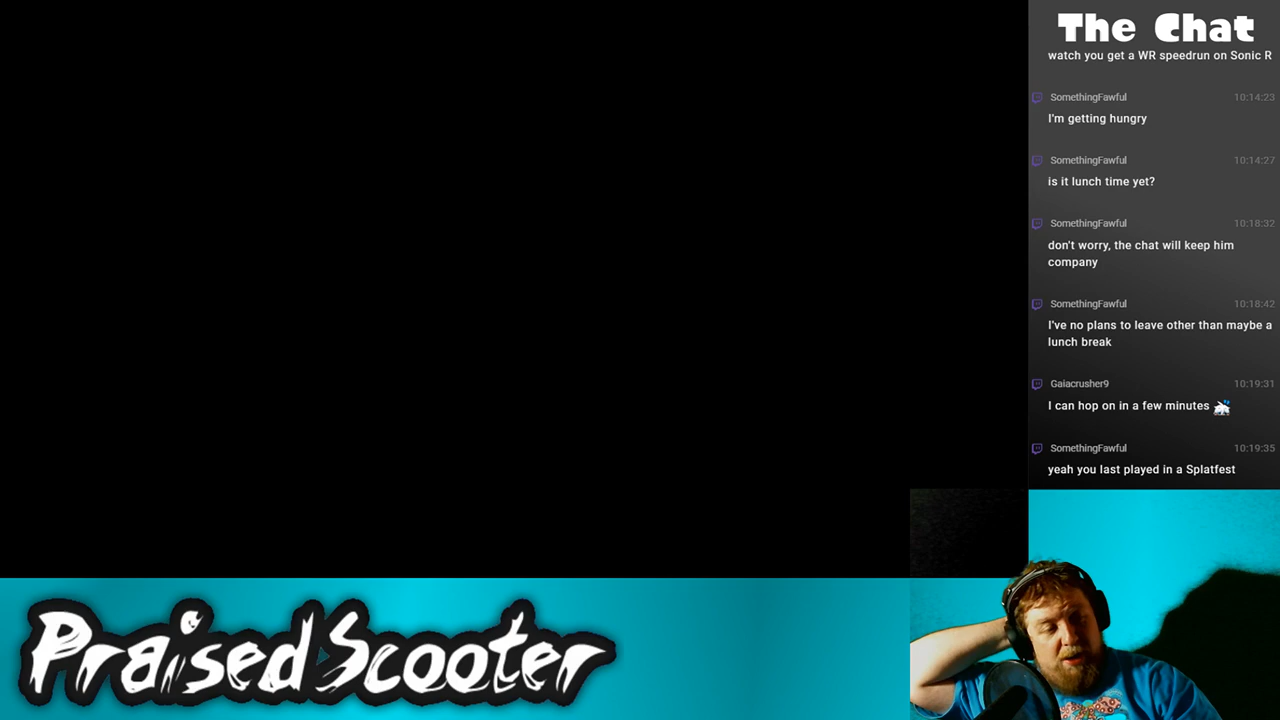 The Chat
watch you get a WR speedrun on Sonic R
SomethingFawful 10:14:23
I'm getting hungry
SomethingFawful 10:14:27
is it lunch time yet?
SomethingFawful 10:18:32
don't worry, the chat will keep him
company
SomethingFawful 10:18:42
I've no plans to leave other than maybe a
lunch break
Gaiacrusher9 10:19:31
I can hop on in a few minutes
SomethingFawful 10:19:35
yeah you last played in a Splatfest
PraisedScooter